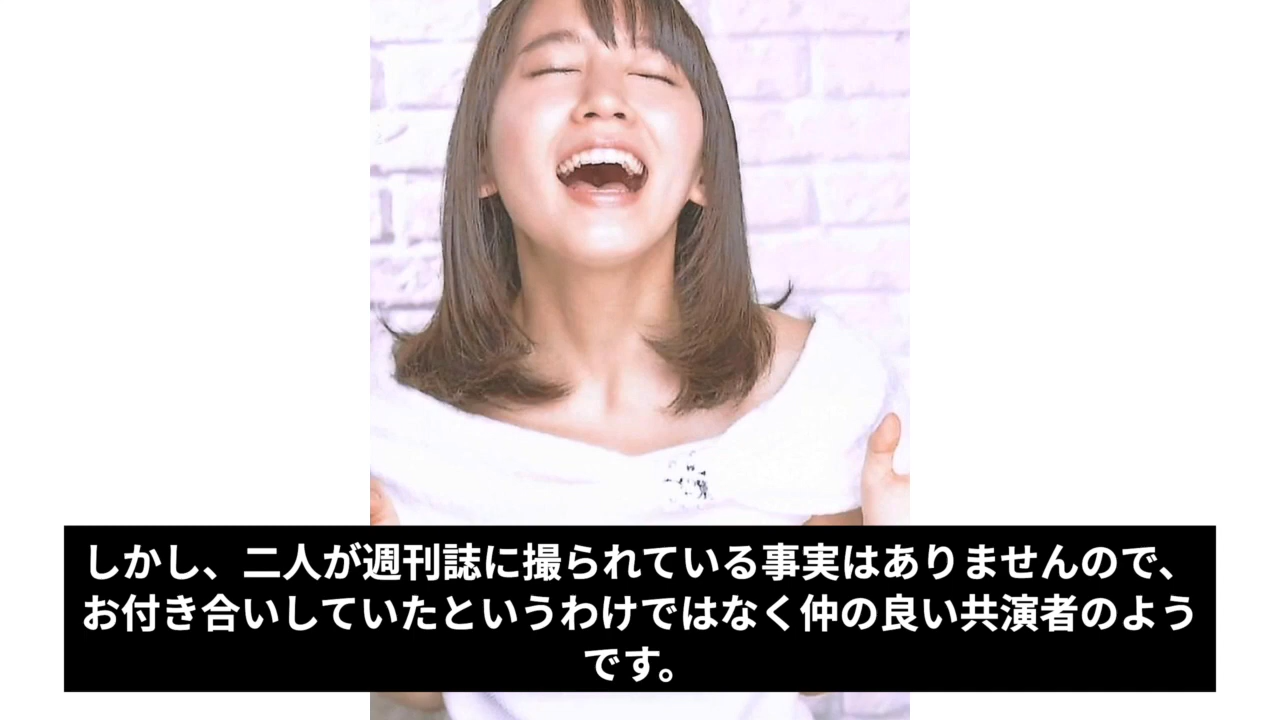 しかし、二人が週刊誌に撮られている事実はありませんので、
お付き合いしていたというわけではなく仲の良い共演者のよう
です。